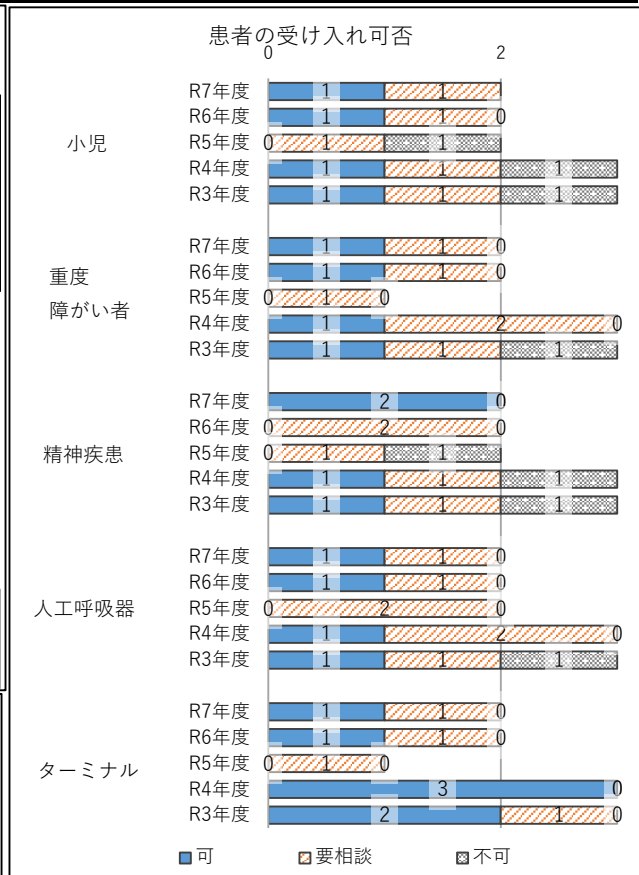 患者の受け入れ可否
0 2
小児
R7年度 1 1
R6年度 1 1 0
R5年度 0 1 1
R4年度 1 1 1
R3年度 1 1 1
重度
障がい者
R7年度 1 1 0
R6年度 1 1 0
R5年度 0 1 0
R4年度 1 2 0
R3年度 1 1 1
精神疾患
R7年度 2 0
R6年度 0 2 0
R5年度 0 1 1
R4年度 1 1 1
R3年度 1 1 1
人工呼吸器
R7年度 1 1 0
R6年度 1 1 0
R5年度 0 2 0
R4年度 1 2 0
R3年度 1 1 1
ターミナル
R7年度 1 1 0
R6年度 1 1 0
R5年度 0 1 0
R4年度 3 0
R3年度 2 1 0
可 要相談 不可